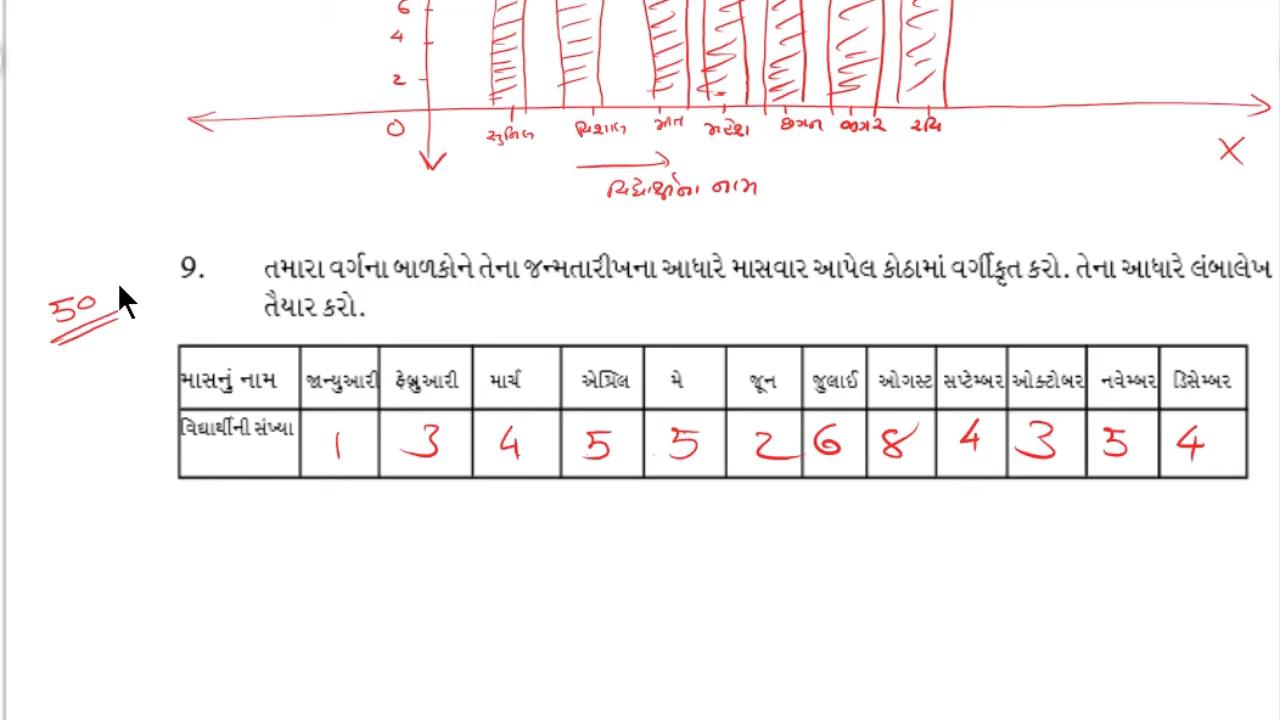 6
4
2
0 સુનિલ વિશાલ મીત મહેશ છગન જીગર રવિ
X
વિદ્યાર્થીના નામ
9. તમારા વર્ગના બાળકોને તેના જન્મતારીખના આધારે માસવાર આપેલ કોઠામાં વર્ગીકૃત કરો. તેના આધારે લંબાલેખ
50 તૈયાર કરો.
માસનું નામ જાન્યુઆરી ફેબ્રુઆરી માર્ચ એપ્રિલ મે જૂન જુલાઈ ઓગસ્ટ સપ્ટેમ્બર ઓક્ટોબર નવેમ્બર ડિસેમ્બર
વિદ્યાર્થીની સંખ્યા 1 3 4 5 5 2 6 8 4 3 5 4